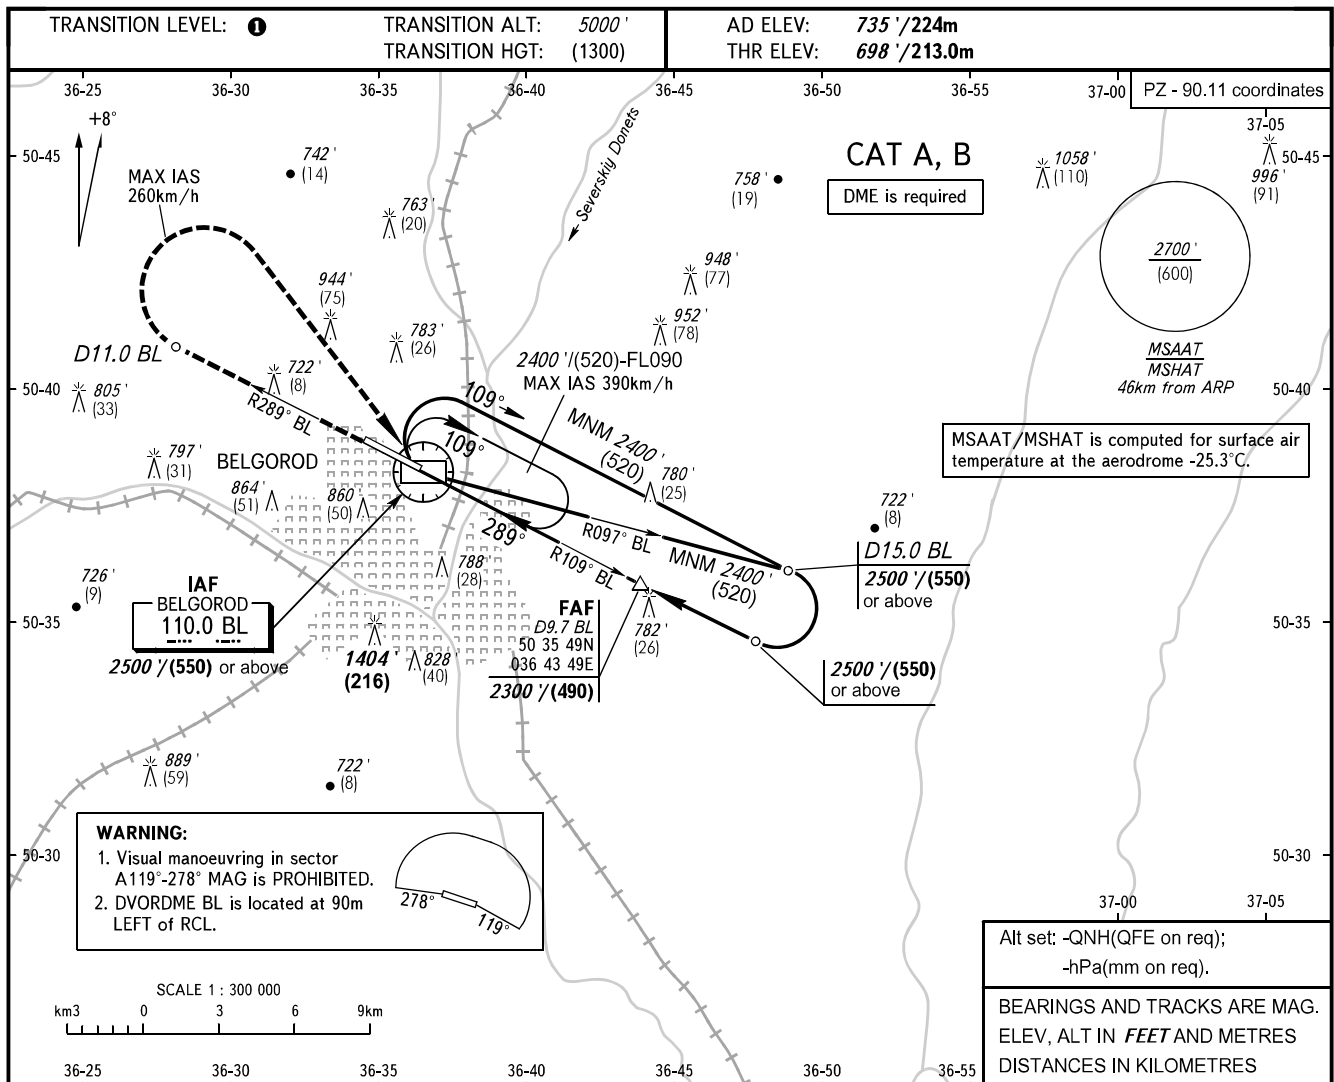 TRANSITION LEVEL: ❶
TRANSITION ALT: 5000 '
TRANSITION HGT: (1300)
AD ELEV: 735 '/224m
THR ELEV: 698 '/213.0m
36-25 36-30 36-35 36-40 36-45 36-50 36-55 37-00
PZ - 90.11 coordinates
37-05
+8°
50-45
50-45
MAX IAS
260km/h
742 '
(14)
763 '
(20)
Severskiy Donets
758 '
(19)
CAT A, B
DME is required
1058 '
(110)
996 '
(91)
2700 '
(600)
MSAAT
MSHAT
46km from ARP
944 '
(75)
948 '
(77)
952 '
(78)
783 '
(26)
D11.0 BL
722 '
(8)
R289° BL
2400 '/(520)-FL090
MAX IAS 390km/h
50-40
50-40
805 '
(33)
109°
109°
MNM 2400 '
(520)
MSAAT/MSHAT is computed for surface air
temperature at the aerodrome -25.3°C.
797 '
(31)
BELGOROD
864 '
(51)
860 '
(50)
780 '
(25)
722 '
(8)
289°
R097° BL
R109° BL
MNM 2400 '
(520)
D15.0 BL
2500 '/(550)
or above
788 '
(28)
726 '
(9)
IAF
BELGOROD
110.0 BL
2500 '/(550) or above
FAF
D9.7 BL
50 35 49N
036 43 49E
2300 '/(490)
782 '
(26)
50-35
50-35
1404 '
(216)
828 '
(40)
2500 '/(550)
or above
889 '
(59)
722 '
(8)
WARNING:
1. Visual manoeuvring in sector
A119°-278° MAG is PROHIBITED.
2. DVORDME BL is located at 90m
LEFT of RCL.
278°
119°
50-30
50-30
37-00 37-05
Alt set: -QNH(QFE on req);
-hPa(mm on req).
SCALE 1 : 300 000
km3 0 3 6 9km
BEARINGS AND TRACKS ARE MAG.
ELEV, ALT IN FEET AND METRES
DISTANCES IN KILOMETRES
36-25 36-30 36-35 36-40 36-45 36-50 36-55